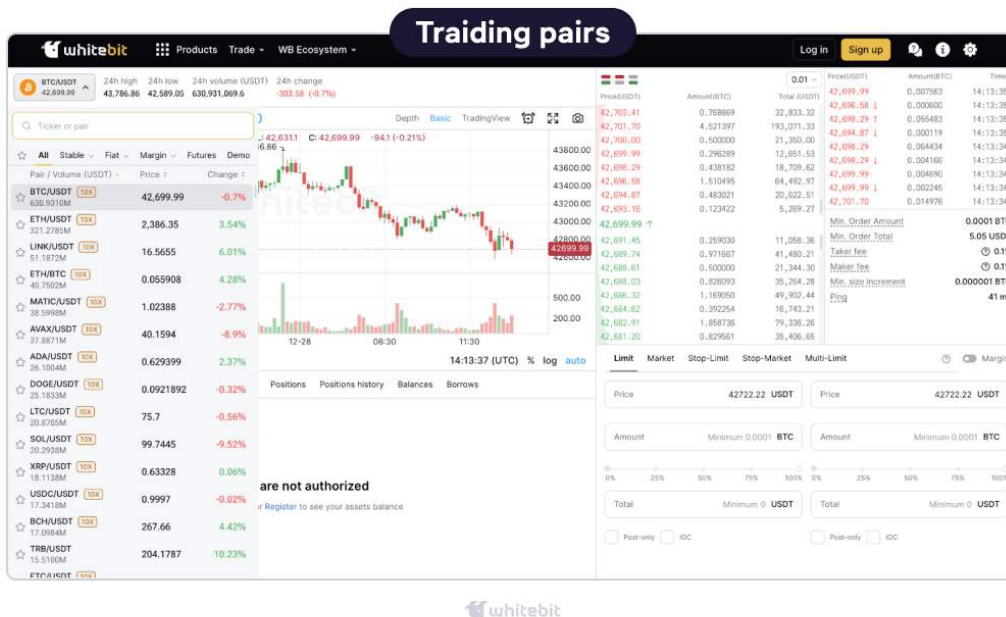 Traiding pairs
whitebit
Products Trade WB Ecosystem
Log in Sign up
BTC/USDT
42,699.99
24h high
43,786.86
24h low
42,589.05
24h volume (USDT)
630,931,069.6
24h change
-303.58 (-0.7%)
Ticker or pair
All Stable Fiat Margin Futures Demo
Pair / Volume (USDT) Price Change
BTC/USDT 10X 42,699.99 -0.7%
630.9310M
ETH/USDT 10X 2,386.35 3.54%
321.2785M
LINK/USDT 10X 16.5655 6.01%
51.1872M
ETH/BTC 10X 0.055908 4.28%
40.7502M
MATIC/USDT 10X 1.02388 -2.77%
38.5998M
AVAX/USDT 10X 40.1594 -8.9%
37.8871M
ADA/USDT 10X 0.629399 2.37%
26.1004M
DOGE/USDT 10X 0.0921892 -0.32%
25.1833M
LTC/USDT 10X 75.7 -0.56%
20.8705M
SOL/USDT 10X 99.7445 -9.52%
20.2938M
XRP/USDT 10X 0.63328 0.06%
18.1138M
USDC/USDT 10X 0.9997 -0.02%
17.3418M
BCH/USDT 10X 267.66 4.42%
17.0984M
TRB/USDT 204.1787 10.23%
15.5100M
ETC/USDT 10X
Depth Basic TradingView
L: 42,631.1 C: 42,699.99 -94.1 (-0.21%)
6.86
43800.00
43600.00
43400.00
43200.00
43000.00
42800.00
42699.99
42600.00
500.00
200.00
12-28 06:30 11:30
14:13:37 (UTC) % log auto
Positions Positions history Balances Borrows
are not authorized
r Register to see your assets balance
0.01
Price(USDT) Amount(BTC) Total (USDT)
42,703.41 0.768869 32,833.32
42,701.70 4.521397 193,071.33
42,700.00 0.500000 21,350.00
42,699.99 0.296289 12,651.53
42,698.29 0.438182 18,709.62
42,696.58 1.510495 64,492.97
42,694.87 0.483021 20,622.51
42,693.16 0.123422 5,269.27
42,699.99 ↑
42,691.45 0.259030 11,058.36
42,689.74 0.971667 41,480.21
42,688.61 0.500000 21,344.30
42,688.03 0.826093 35,264.28
42,686.32 1.169050 49,902.44
42,684.62 0.392254 16,743.21
42,682.91 1.858736 79,336.26
42,681.20 0.829561 35,406.65
Price(USDT) Amount(BTC) Time
42,699.99 0.007563 14:13:35
42,696.58 ↓ 0.000600 14:13:35
42,698.29 ↑ 0.055483 14:13:35
42,694.87 ↓ 0.000119 14:13:35
42,698.29 0.064434 14:13:34
42,698.29 ↓ 0.004166 14:13:34
42,699.99 0.004690 14:13:34
42,699.99 ↓ 0.002245 14:13:34
42,701.70 0.014976 14:13:34
Min. Order Amount 0.0001 BT
Min. Order Total 5.05 USD
Taker fee 0.1
Maker fee 0.1
Min. size increment 0.000001 BT
Ping 41 m
Limit Market Stop-Limit Stop-Market Multi-Limit Margin
Price 42722.22 USDT
Amount Minimum 0.0001 BTC
0% 25% 50% 75% 100%
Total Minimum 0 USDT
Post-only IOC
Price 42722.22 USDT
Amount Minimum 0.0001 BTC
0% 25% 50% 75% 100%
Total Minimum 0 USDT
Post-only IOC
whitebit